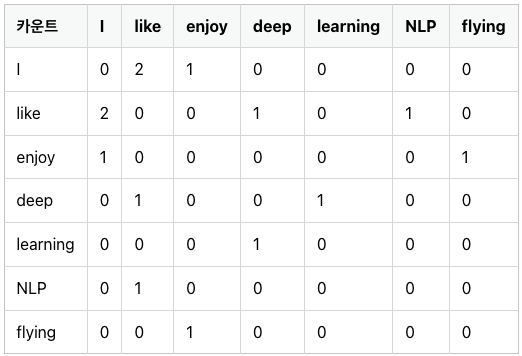 카운트 I like enjoy deep learning NLP flying
I 0 2 1 0 0 0 0
like 2 0 0 1 0 1 0
enjoy 1 0 0 0 0 0 1
deep 0 1 0 0 1 0 0
learning 0 0 0 1 0 0 0
NLP 0 1 0 0 0 0 0
flying 0 0 1 0 0 0 0